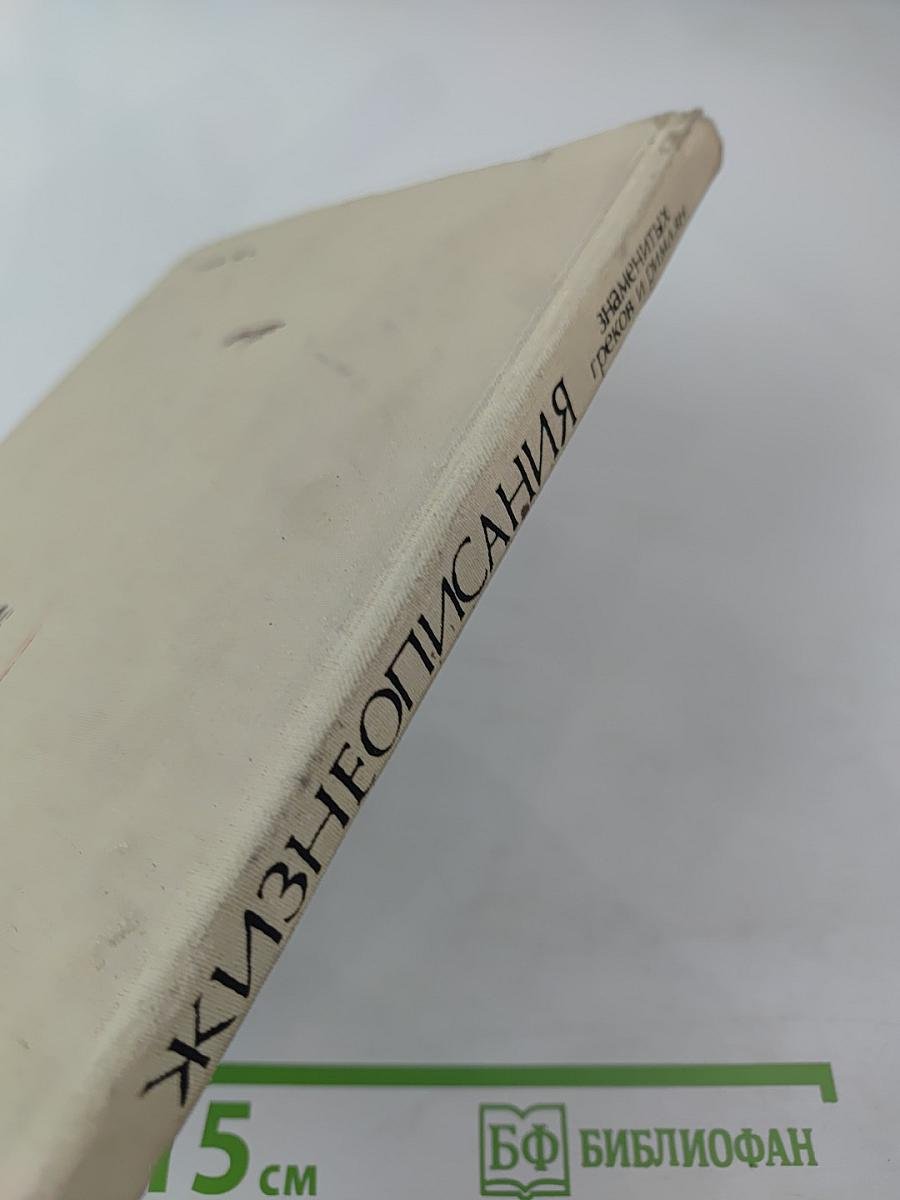 ЖИЗНЕОПИСАНИЯ
знаменитых
греков и римлян
15 см
БФ БИБЛИОФАН